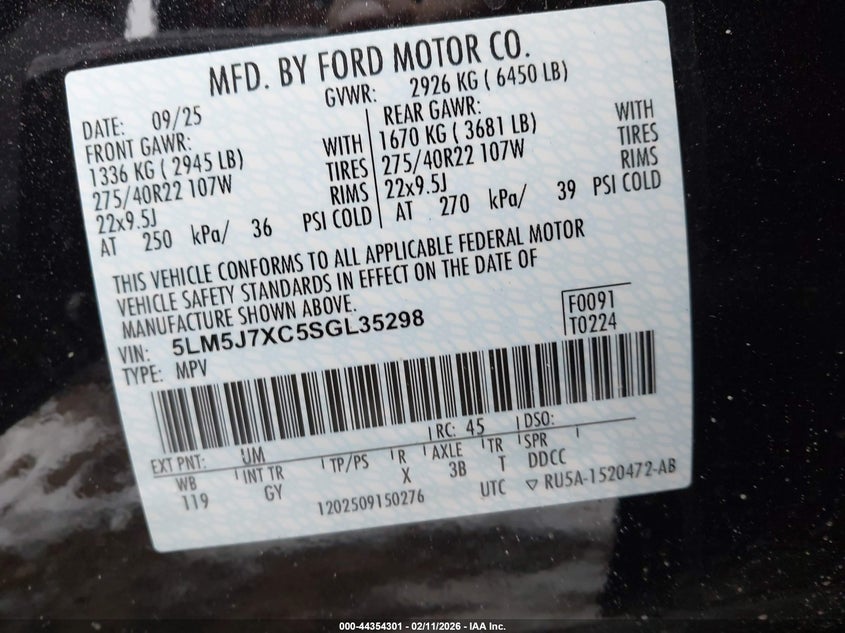 MFD. BY FORD MOTOR CO.
DATE: 09/25
GVWR: 2926 KG ( 6450 LB)
FRONT GAWR:
1336 KG ( 2945 LB) WITH
275/40R22 107W TIRES
22x9.5J RIMS
AT 250 kPa/ 36 PSI COLD
REAR GAWR:
1670 KG ( 3681 LB) WITH
275/40R22 107W TIRES
22x9.5J RIMS
AT 270 kPa/ 39 PSI COLD
THIS VEHICLE CONFORMS TO ALL APPLICABLE FEDERAL MOTOR
VEHICLE SAFETY STANDARDS IN EFFECT ON THE DATE OF
MANUFACTURE SHOWN ABOVE.
VIN: 5LM5J7XC5SGL35298
F0091
TYPE: MPV
T0224
EXT PNT: UM RC: 45 DSO:
WB INT TR TP/PS R AXLE TR SPR
119 GY X 3B T DDCC
1202509150276 UTC ▽ RU5A-1520472-AB
000-44354301 - 02/11/2026 - IAA Inc.